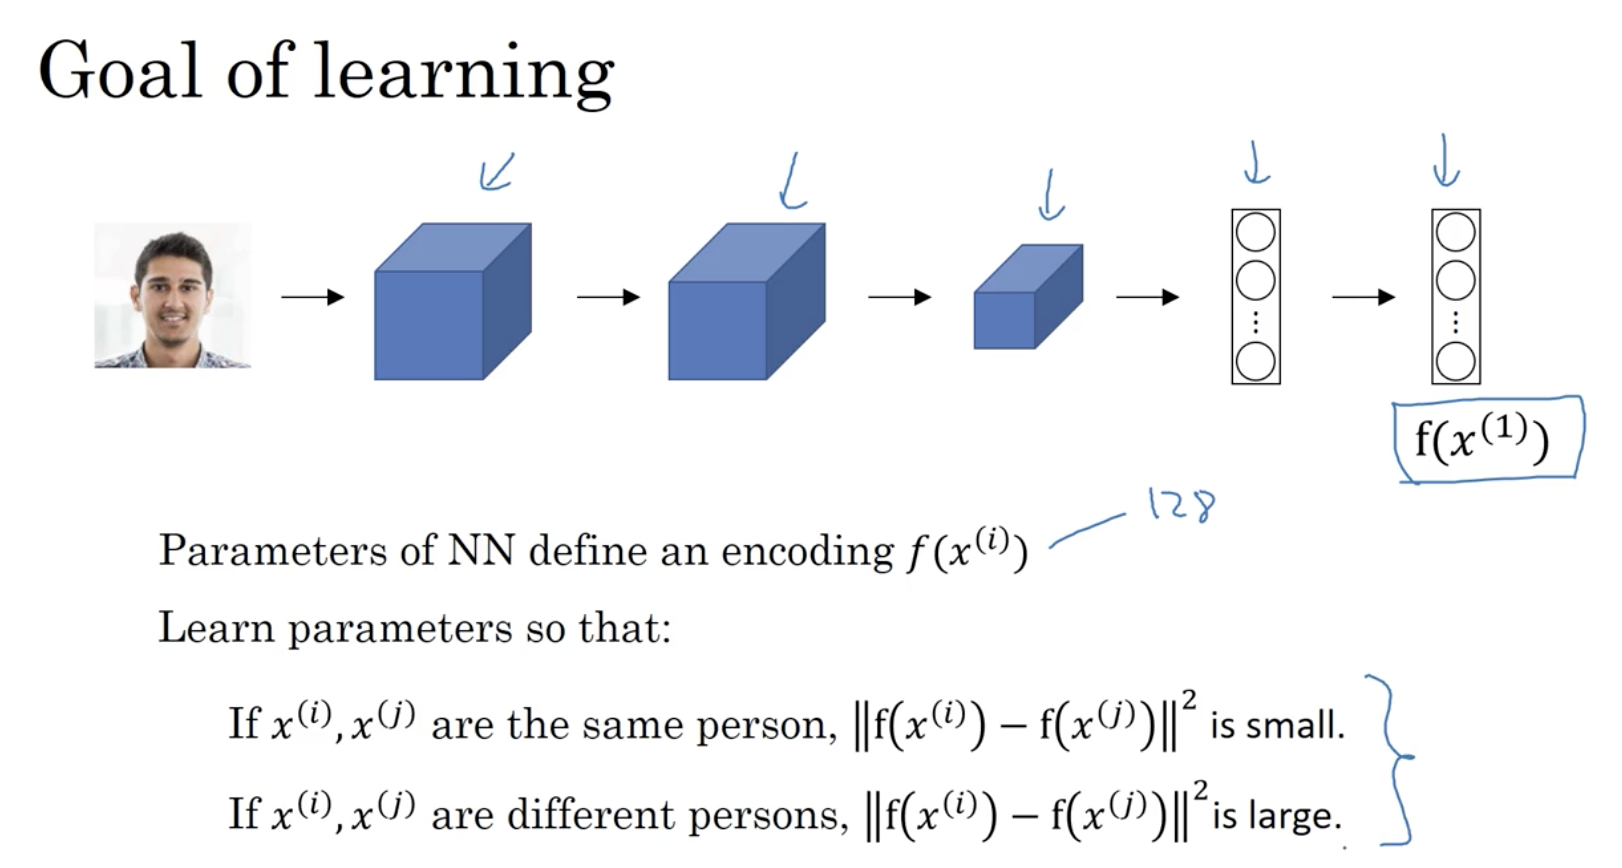 Goal of learning
⋮ ⋮
f(x⁽¹⁾)
128
Parameters of NN define an encoding f(x⁽ⁱ⁾)
Learn parameters so that:
If x⁽ⁱ⁾, x⁽ʲ⁾ are the same person, ‖f(x⁽ⁱ⁾) − f(x⁽ʲ⁾)‖² is small.
If x⁽ⁱ⁾, x⁽ʲ⁾ are different persons, ‖f(x⁽ⁱ⁾) − f(x⁽ʲ⁾)‖² is large.